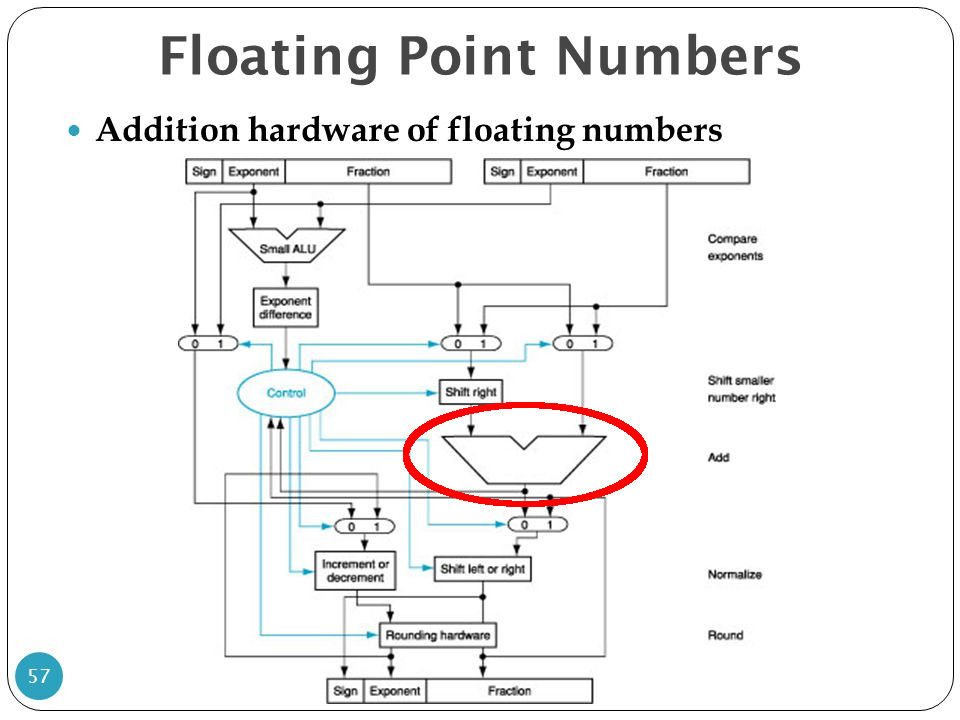 Floating Point Numbers
Addition hardware of floating numbers
Sign Exponent Fraction Sign Exponent Fraction
Small ALU
Compare
exponents
Exponent
difference
0 1 0 1 0 1
Control
Shift right
Shift smaller
number right
Add
0 1 0 1
Increment or
decrement
Shift left or right
Normalize
Rounding hardware
Round
57
Sign Exponent Fraction